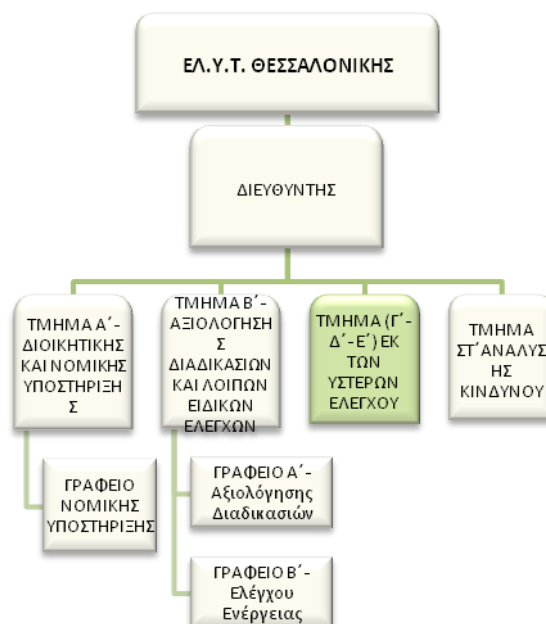 ΕΛ.Υ.Τ. ΘΕΣΣΑΛΟΝΙΚΗΣ
ΔΙΕΥΘΥΝΤΗΣ
ΤΜΗΜΑ Α΄-
ΔΙΟΙΚΗΤΙΚΗΣ
ΚΑΙ ΝΟΜΙΚΗΣ
ΥΠΟΣΤΗΡΙΞΗ
Σ
ΤΜΗΜΑ Β΄-
ΑΞΙΟΛΟΓΗΣΗ
Σ
ΔΙΑΔΙΚΑΣΙΩΝ
ΚΑΙ ΛΟΙΠΩΝ
ΕΙΔΙΚΩΝ
ΕΛΕΓΧΩΝ
ΤΜΗΜΑ (Γ΄-
Δ΄-Ε΄) ΕΚ
ΤΩΝ
ΥΣΤΕΡΩΝ
ΕΛΕΓΧΟΥ
ΤΜΗΜΑ
ΣΤ΄ΑΝΑΛΥΣ
ΗΣ
ΚΙΝΔΥΝΟΥ
ΓΡΑΦΕΙΟ
ΝΟΜΙΚΗΣ
ΥΠΟΣΤΗΡΙΞΗΣ
ΓΡΑΦΕΙΟ Α΄-
Αξιολόγησης
Διαδικασιών
ΓΡΑΦΕΙΟ Β΄-
Ελέγχου
Ενέργειας